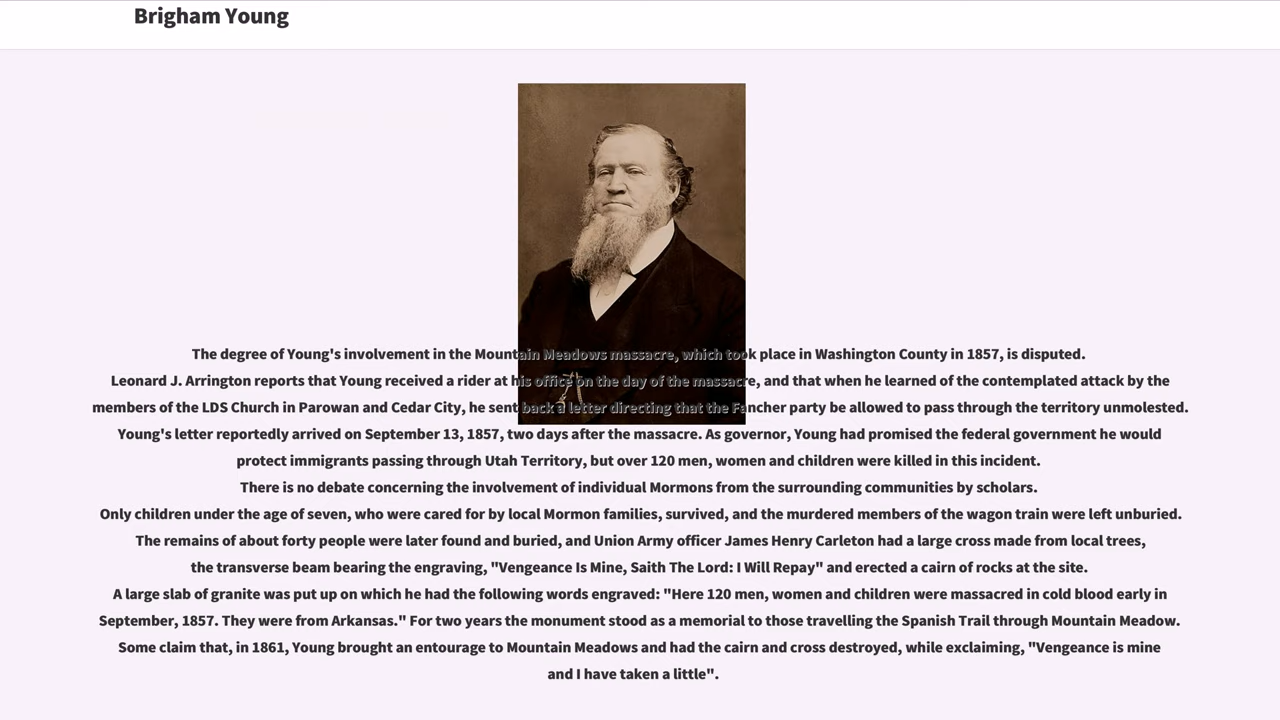 Brigham Young
The degree of Young's involvement in the Mountain Meadows massacre, which took place in Washington County in 1857, is disputed.
Leonard J. Arrington reports that Young received a rider at his office on the day of the massacre, and that when he learned of the contemplated attack by the
members of the LDS Church in Parowan and Cedar City, he sent back a letter directing that the Fancher party be allowed to pass through the territory unmolested.
Young's letter reportedly arrived on September 13, 1857, two days after the massacre. As governor, Young had promised the federal government he would
protect immigrants passing through Utah Territory, but over 120 men, women and children were killed in this incident.
There is no debate concerning the involvement of individual Mormons from the surrounding communities by scholars.
Only children under the age of seven, who were cared for by local Mormon families, survived, and the murdered members of the wagon train were left unburied.
The remains of about forty people were later found and buried, and Union Army officer James Henry Carleton had a large cross made from local trees,
the transverse beam bearing the engraving, "Vengeance Is Mine, Saith The Lord: I Will Repay" and erected a cairn of rocks at the site.
A large slab of granite was put up on which he had the following words engraved: "Here 120 men, women and children were massacred in cold blood early in
September, 1857. They were from Arkansas." For two years the monument stood as a memorial to those travelling the Spanish Trail through Mountain Meadow.
Some claim that, in 1861, Young brought an entourage to Mountain Meadows and had the cairn and cross destroyed, while exclaiming, "Vengeance is mine
and I have taken a little".